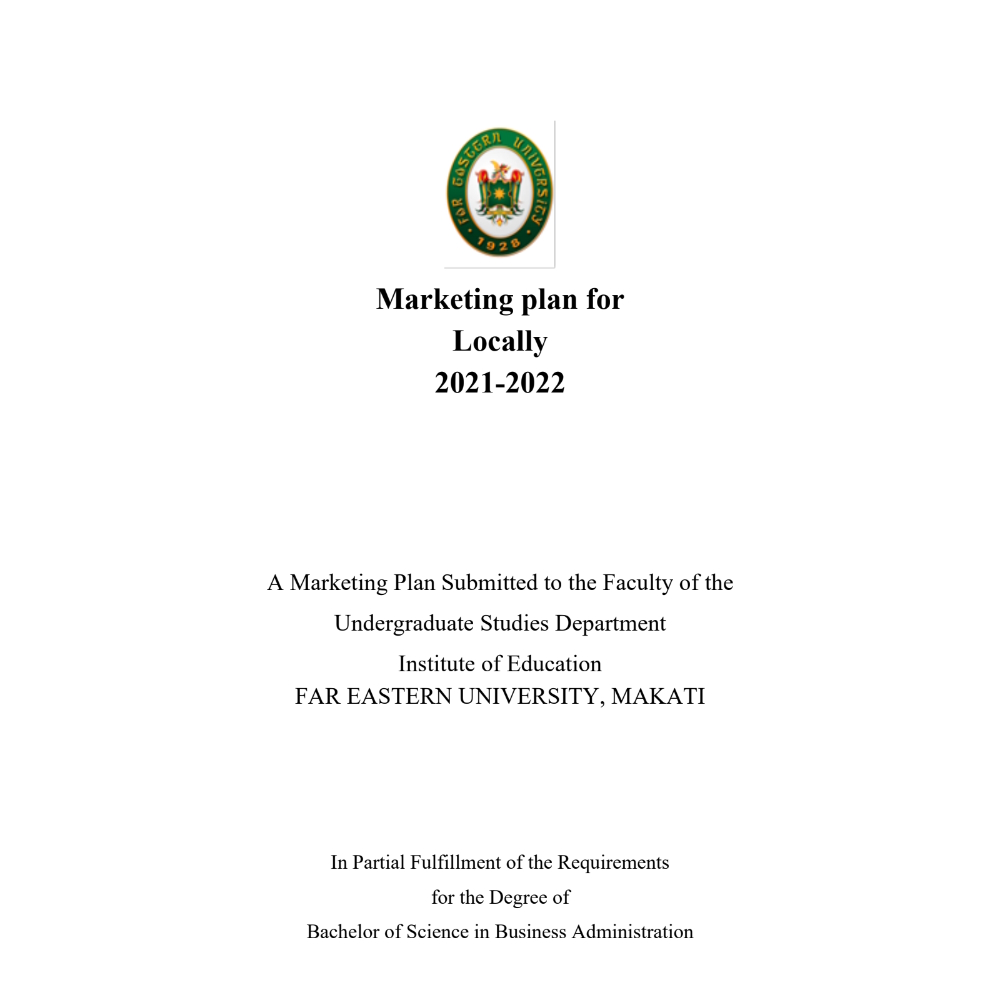 FAR EASTERN UNIVERSITY
1928
Marketing plan for
Locally
2021-2022
A Marketing Plan Submitted to the Faculty of the
Undergraduate Studies Department
Institute of Education
FAR EASTERN UNIVERSITY, MAKATI
In Partial Fulfillment of the Requirements
for the Degree of
Bachelor of Science in Business Administration